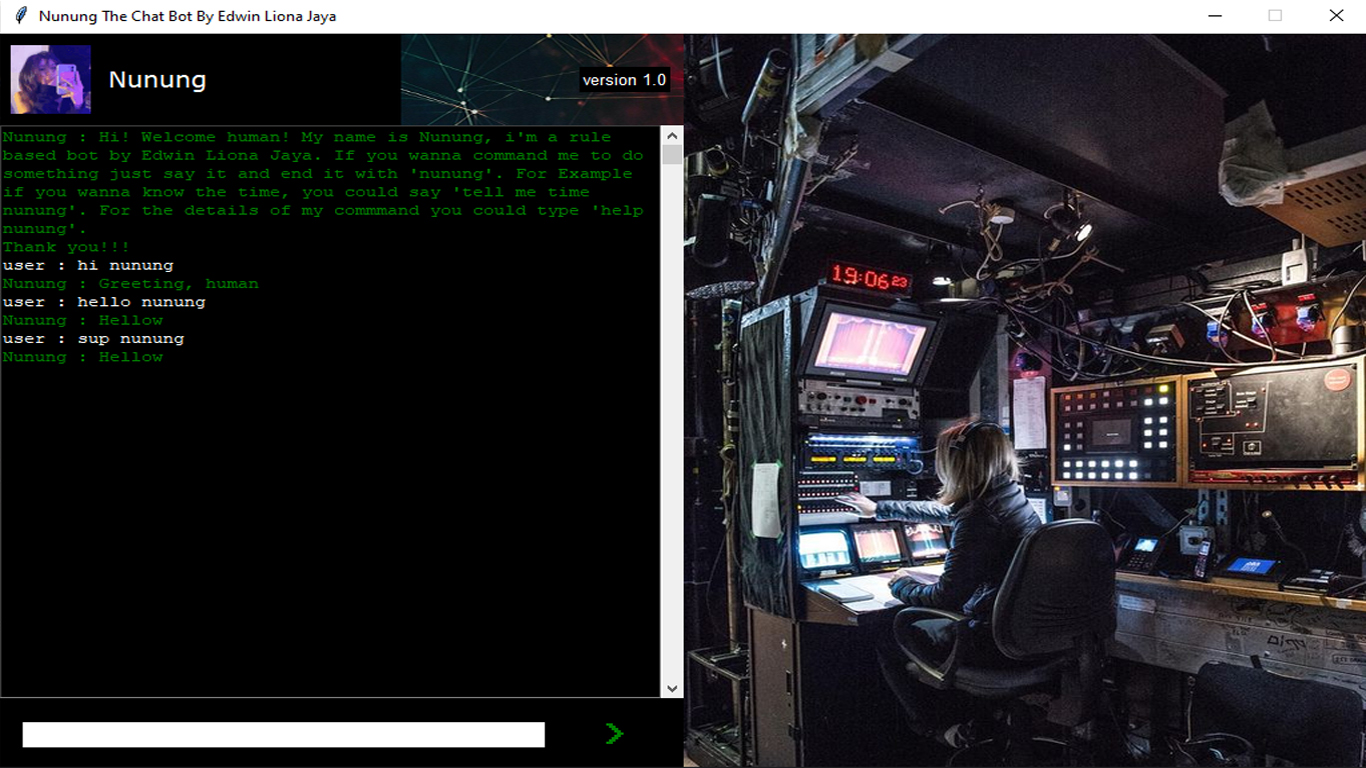 Nunung The Chat Bot By Edwin Liona Jaya
Nunung
version 1.0
Nunung : Hi! Welcome human! My name is Nunung, i'm a rule
based bot by Edwin Liona Jaya. If you wanna command me to do
something just say it and end it with 'nunung'. For Example
if you wanna know the time, you could say 'tell me time
nunung'. For the details of my commmand you could type 'help
nunung'.
Thank you!!!
user : hi nunung
Nunung : Greeting, human
user : hello nunung
Nunung : Hellow
user : sup nunung
Nunung : Hellow
19:06 23